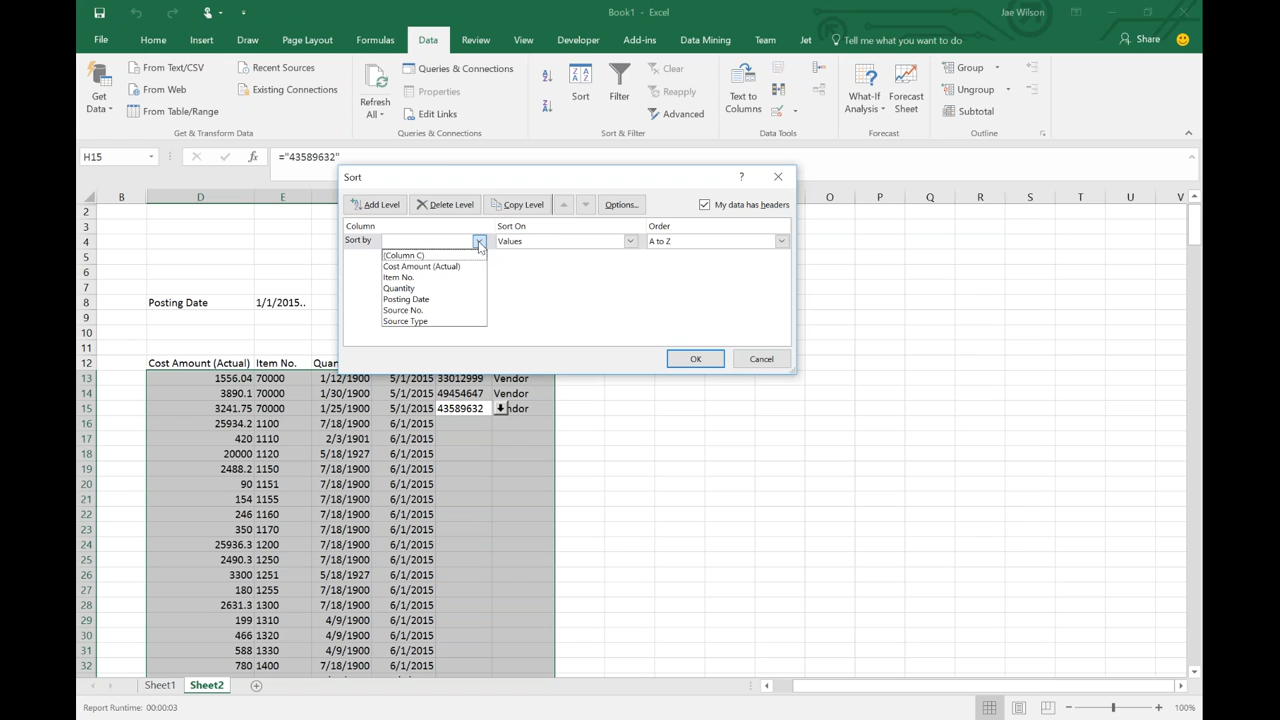 Book1 - Excel
Jae Wilson
File Home Insert Draw Page Layout Formulas Data Review View Developer Add-ins Data Mining Team Jet Tell me what you want to do Share
Get Data
From Text/CSV
From Web
From Table/Range
Recent Sources
Existing Connections
Get & Transform Data
Refresh All
Queries & Connections
Properties
Edit Links
Queries & Connections
Sort
Filter
Clear
Reapply
Advanced
Sort & Filter
Text to Columns
Data Tools
What-If Analysis
Forecast Sheet
Forecast
Group
Ungroup
Subtotal
Outline
H15 fx ="43589632"
B D E O P Q R S T U V
Sort ?
Add Level Delete Level Copy Level Options... My data has headers
Column Sort On Order
Sort by Values A to Z
(Column C)
Cost Amount (Actual)
Item No.
Quantity
Posting Date
Source No.
Source Type
OK Cancel
2
3
4
5
6
7
8 Posting Date 1/1/2015..
9
10
11
12 Cost Amount (Actual) Item No. Quan
13 1556.04 70000 1/12/1900 5/1/2015 33012999 Vendor
14 3890.1 70000 1/30/1900 5/1/2015 49454647 Vendor
15 3241.75 70000 1/25/1900 5/1/2015 43589632 ndor
16 25934.2 1100 7/18/1900 6/1/2015
17 420 1110 2/3/1901 6/1/2015
18 20000 1120 5/18/1927 6/1/2015
19 2488.2 1150 7/18/1900 6/1/2015
20 90 1151 7/18/1900 6/1/2015
21 154 1155 7/18/1900 6/1/2015
22 246 1160 7/18/1900 6/1/2015
23 350 1170 7/18/1900 6/1/2015
24 25936.3 1200 7/18/1900 6/1/2015
25 2490.3 1250 7/18/1900 6/1/2015
26 3300 1251 5/18/1927 6/1/2015
27 180 1255 7/18/1900 6/1/2015
28 2631.3 1300 7/18/1900 6/1/2015
29 199 1310 4/9/1900 6/1/2015
30 466 1320 4/9/1900 6/1/2015
31 588 1330 4/9/1900 6/1/2015
32 780 1400 7/18/1900 6/1/2015
Sheet1 Sheet2
Report Runtime: 00:00:03 100%